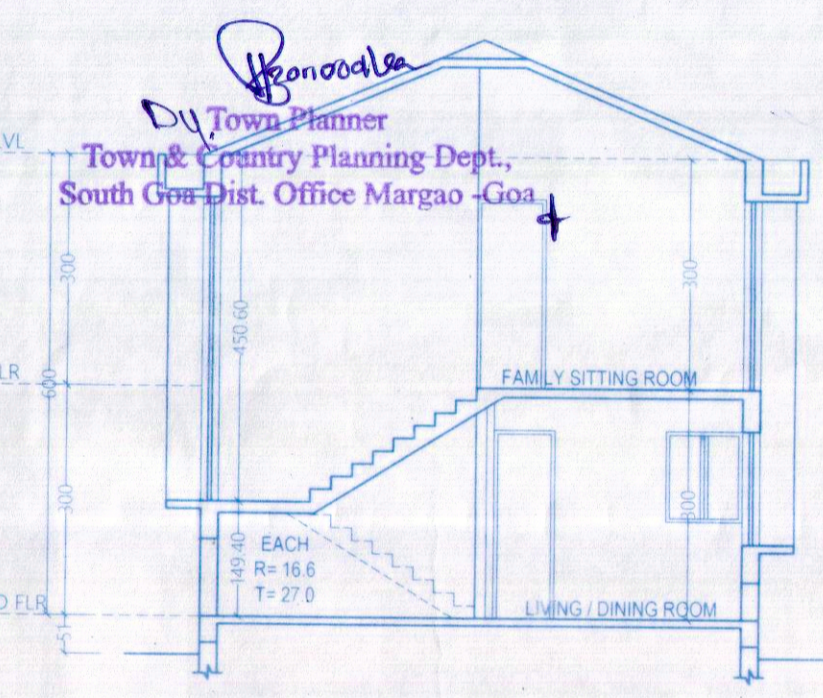 Dy.
Town Planner
VL
Town & Country Planning Dept.,
South Goa Dist. Office Margao -Goa
300
300
450.60
LR
600
FAMILY SITTING ROOM
300
300
149.40
EACH
R= 16.6
T= 27.0
D FLR
LIVING / DINING ROOM
51